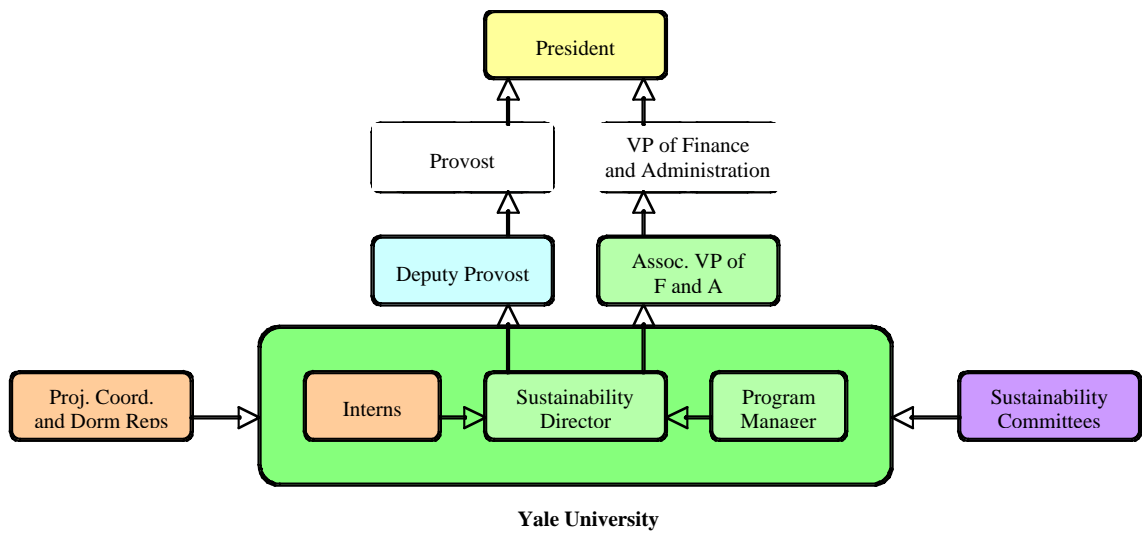 President
Provost
VP of Finance
and Administration
Deputy Provost
Assoc. VP of
F and A
Proj. Coord.
and Dorm Reps
Interns
Sustainability
Director
Program
Manager
Sustainability
Committees
Yale University